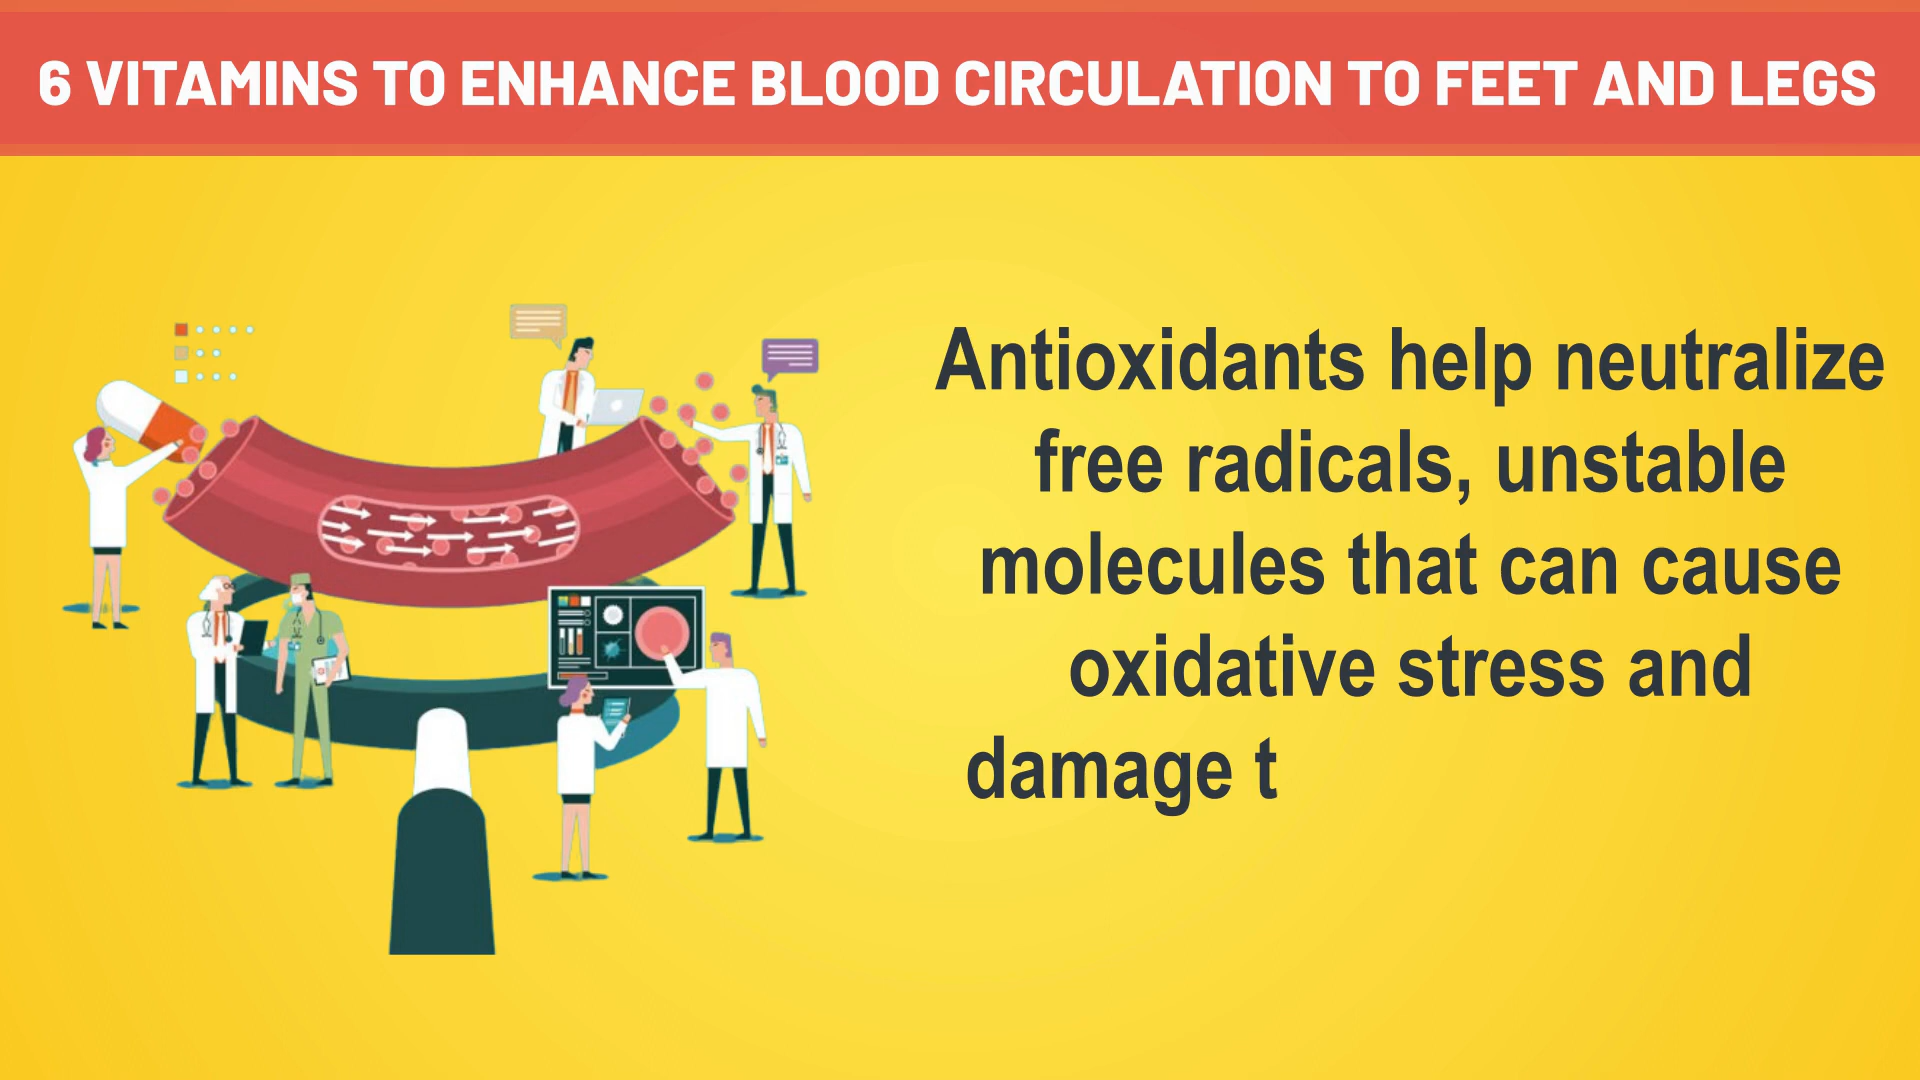 6 VITAMINS TO ENHANCE BLOOD CIRCULATION TO FEET AND LEGS
Antioxidants help neutralize
free radicals, unstable
molecules that can cause
oxidative stress and
damage t